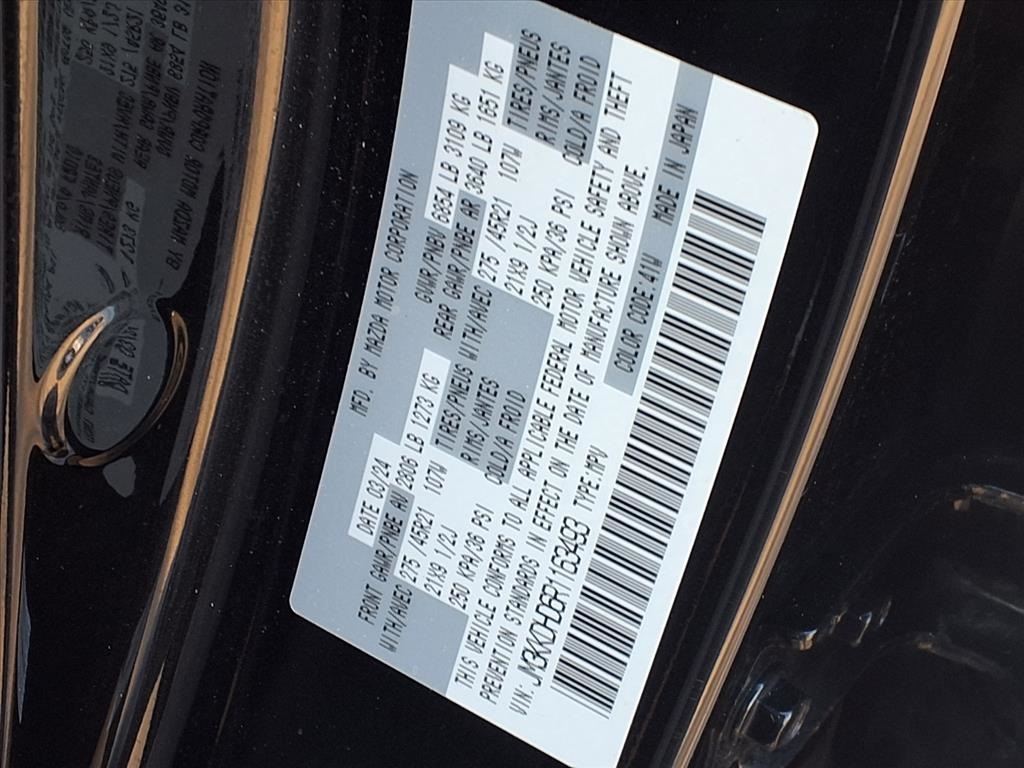 MFD. BY MAZDA MOTOR CORPORATION
DATE 03/24 GVWR/PNBV 6854 LB 3109 KG
FRONT GAWR/PNBE AV 2806 LB 1273 KG REAR GAWR/PNBE AR 3640 LB 1651 KG
WITH/AVEC 275 /45R21 107W TIRES/PNEUS WITH/AVEC 275 /45R21 107W TIRES/PNEUS
21X9 1/2J RIMS/JANTES 21X9 1/2J RIMS/JANTES
250 KPA/36 PSI COLD/A FROID 250 KPA/36 PSI COLD/A FROID
THIS VEHICLE CONFORMS TO ALL APPLICABLE FEDERAL MOTOR VEHICLE SAFETY AND THEFT
PREVENTION STANDARDS IN EFFECT ON THE DATE OF MANUFACTURE SHOWN ABOVE.
VIN: JM3KKDHD6R1163493 TYPE:MPV COLOR CODE:41W MADE IN JAPAN